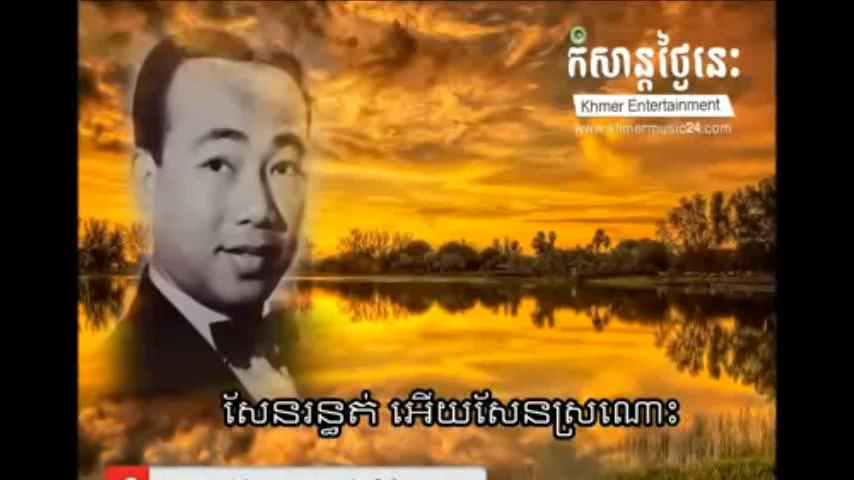 កំសាន្តថ្ងៃនេះ
Khmer Entertainment
www.khmermusic24.com
សែនរន្ធត់ អើយសែនស្រណោះ